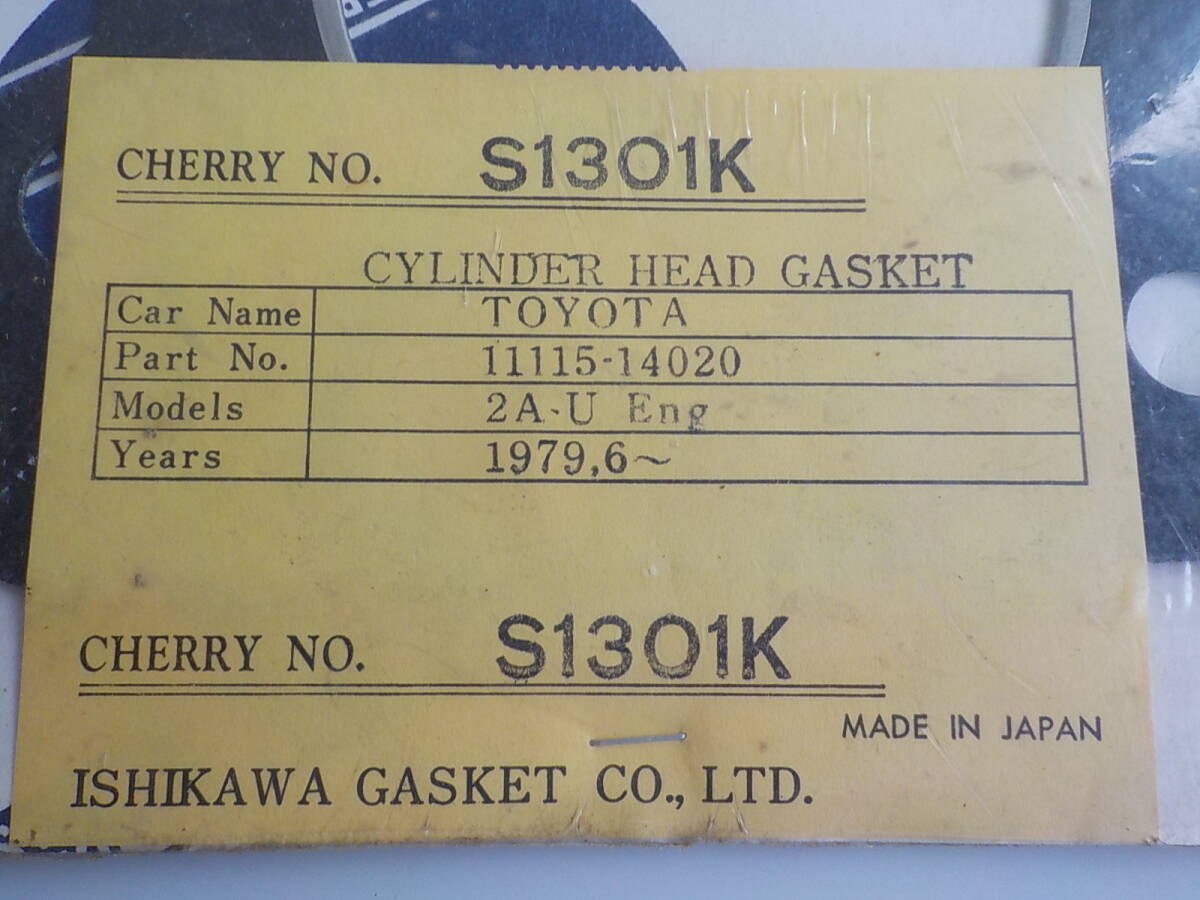 CHERRY NO. S1301K
CYLINDER HEAD GASKET
Car Name TOYOTA
Part No. 11115-14020
Models 2A-U Eng
Years 1979,6~
CHERRY NO. S1301K
MADE IN JAPAN
ISHIKAWA GASKET CO., LTD.